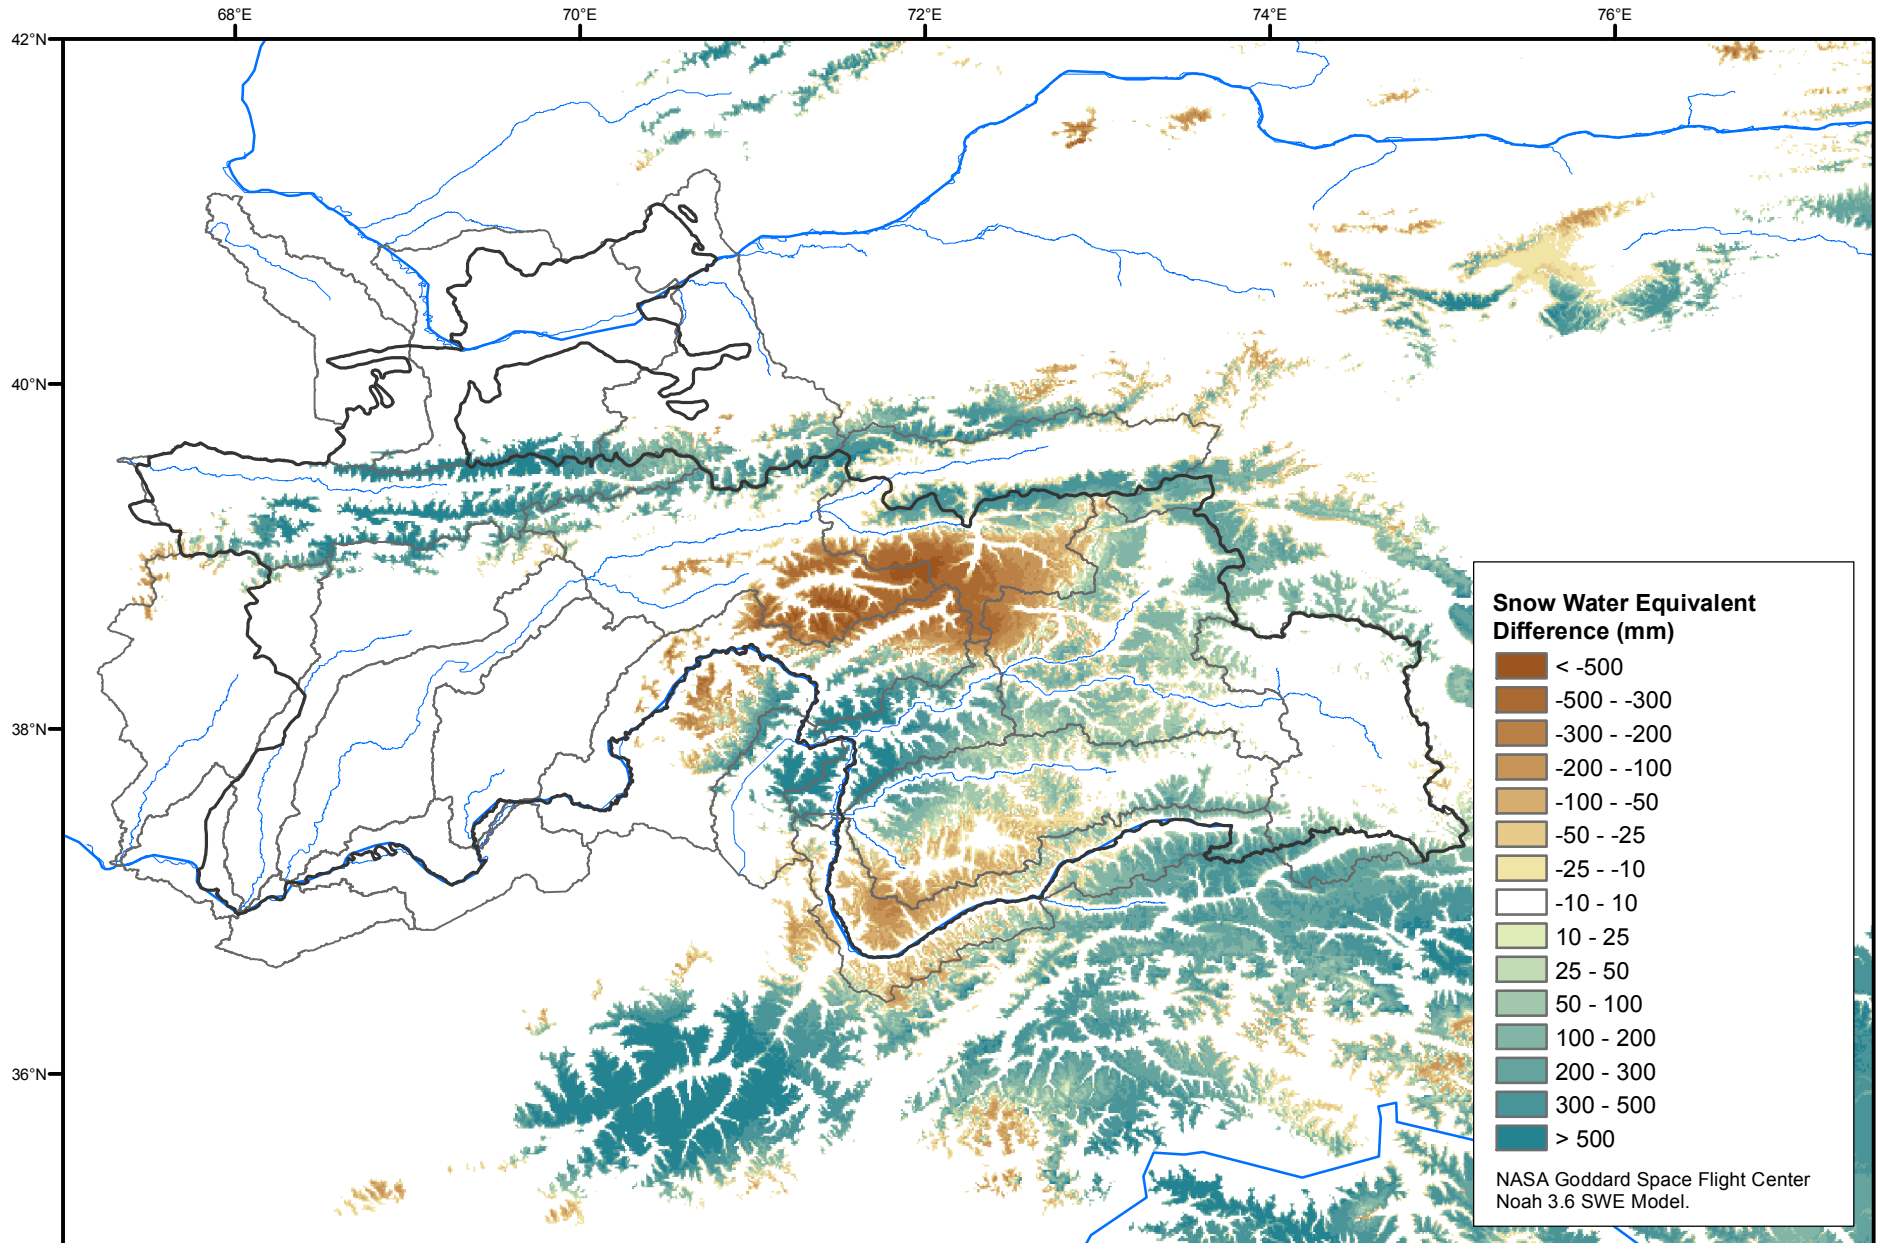 68°E 70°E 72°E 74°E 76°E
42°N
40°N
38°N
36°N
Snow Water Equivalent
Difference (mm)
< -500
-500 - -300
-300 - -200
-200 - -100
-100 - -50
-50 - -25
-25 - -10
-10 - 10
10 - 25
25 - 50
50 - 100
100 - 200
200 - 300
300 - 500
> 500
NASA Goddard Space Flight Center
Noah 3.6 SWE Model.